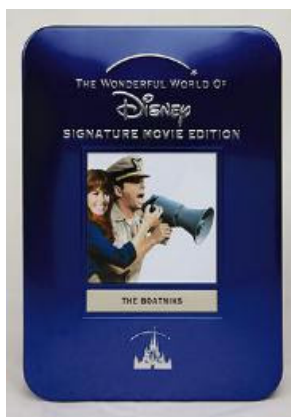 THE WONDERFUL WORLD OF
Disney
SIGNATURE MOVIE EDITION
THE BOATNIKS